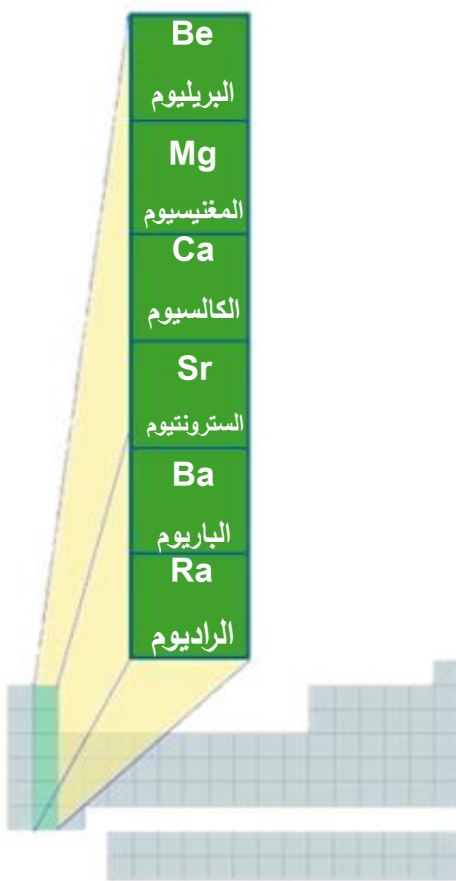 Be
البريليوم
Mg
المغنيسيوم
Ca
الكالسيوم
Sr
السترونتيوم
Ba
الباريوم
Ra
الراديوم